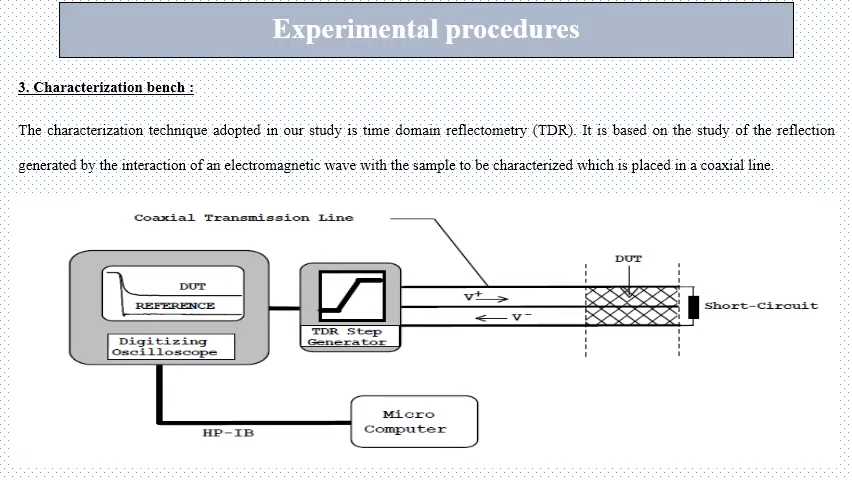 Experimental procedures
3. Characterization bench :
The characterization technique adopted in our study is time domain reflectometry (TDR). It is based on the study of the reflection
generated by the interaction of an electromagnetic wave with the sample to be characterized which is placed in a coaxial line.
Coaxial Transmission Line
DUT
DUT
REFERENCE
V+
Short-Circuit
V-
TDR Step
Generator
Digitizing
Oscilloscope
Micro
Computer
HP-IB